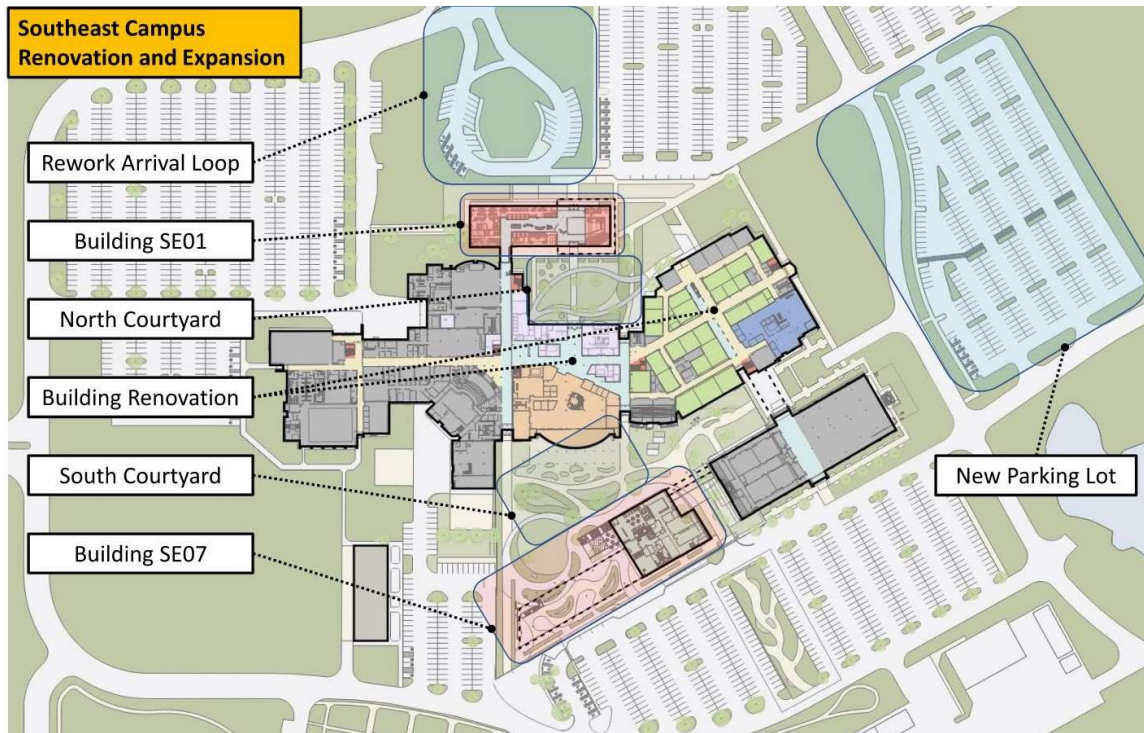 Southeast Campus
Renovation and Expansion
Rework Arrival Loop
Building SE01
North Courtyard
Building Renovation
South Courtyard
Building SE07
New Parking Lot